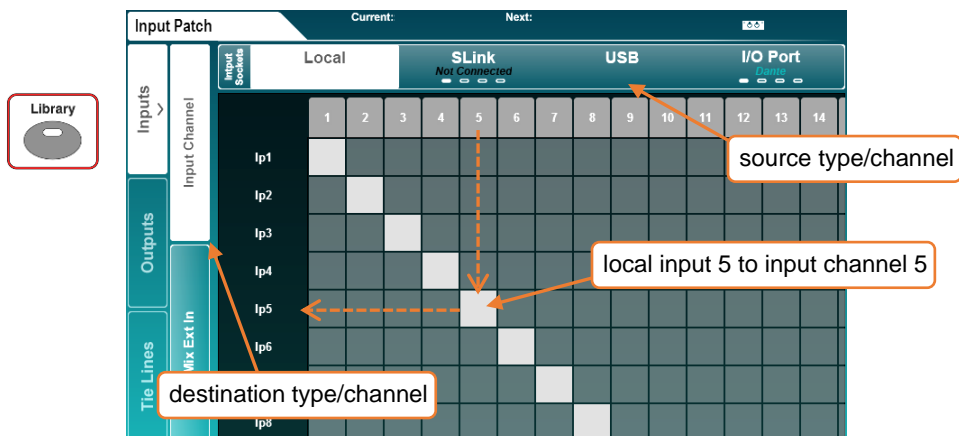 Input Patch
Current:
Next:
Library
Inputs
Outputs
Tie Lines
Input Channel
Mix Ext In
Intput
Sockets
Local
SLink
Not Connected
USB
I/O Port
Dante
1 2 3 4 5 6 7 8 9 10 11 12 13 14
source type/channel
Ip1
Ip2
Ip3
Ip4
local input 5 to input channel 5
Ip5
Ip6
destination type/channel
Ip8